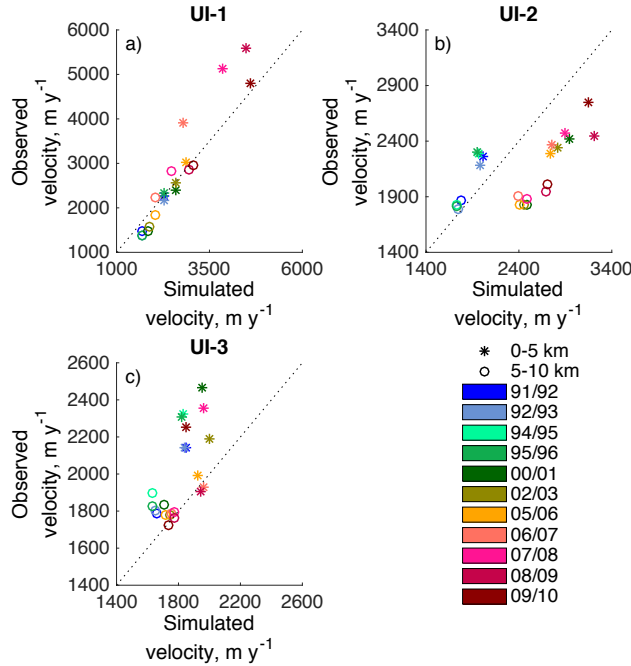 UI-1
a)
6000
5000
4000
3000
2000
1000
Observed
velocity, m y⁻¹
1000
3500
6000
Simulated
velocity, m y⁻¹
UI-2
b)
3400
2900
2400
1900
1400
Observed
velocity, m y⁻¹
1400
2400
3400
Simulated
velocity, m y⁻¹
UI-3
c)
2600
2400
2200
2000
1800
1600
1400
Observed
velocity, m y⁻¹
1400
1800
2200
2600
Simulated
velocity, m y⁻¹
0-5 km
5-10 km
91/92
92/93
94/95
95/96
00/01
02/03
05/06
06/07
07/08
08/09
09/10